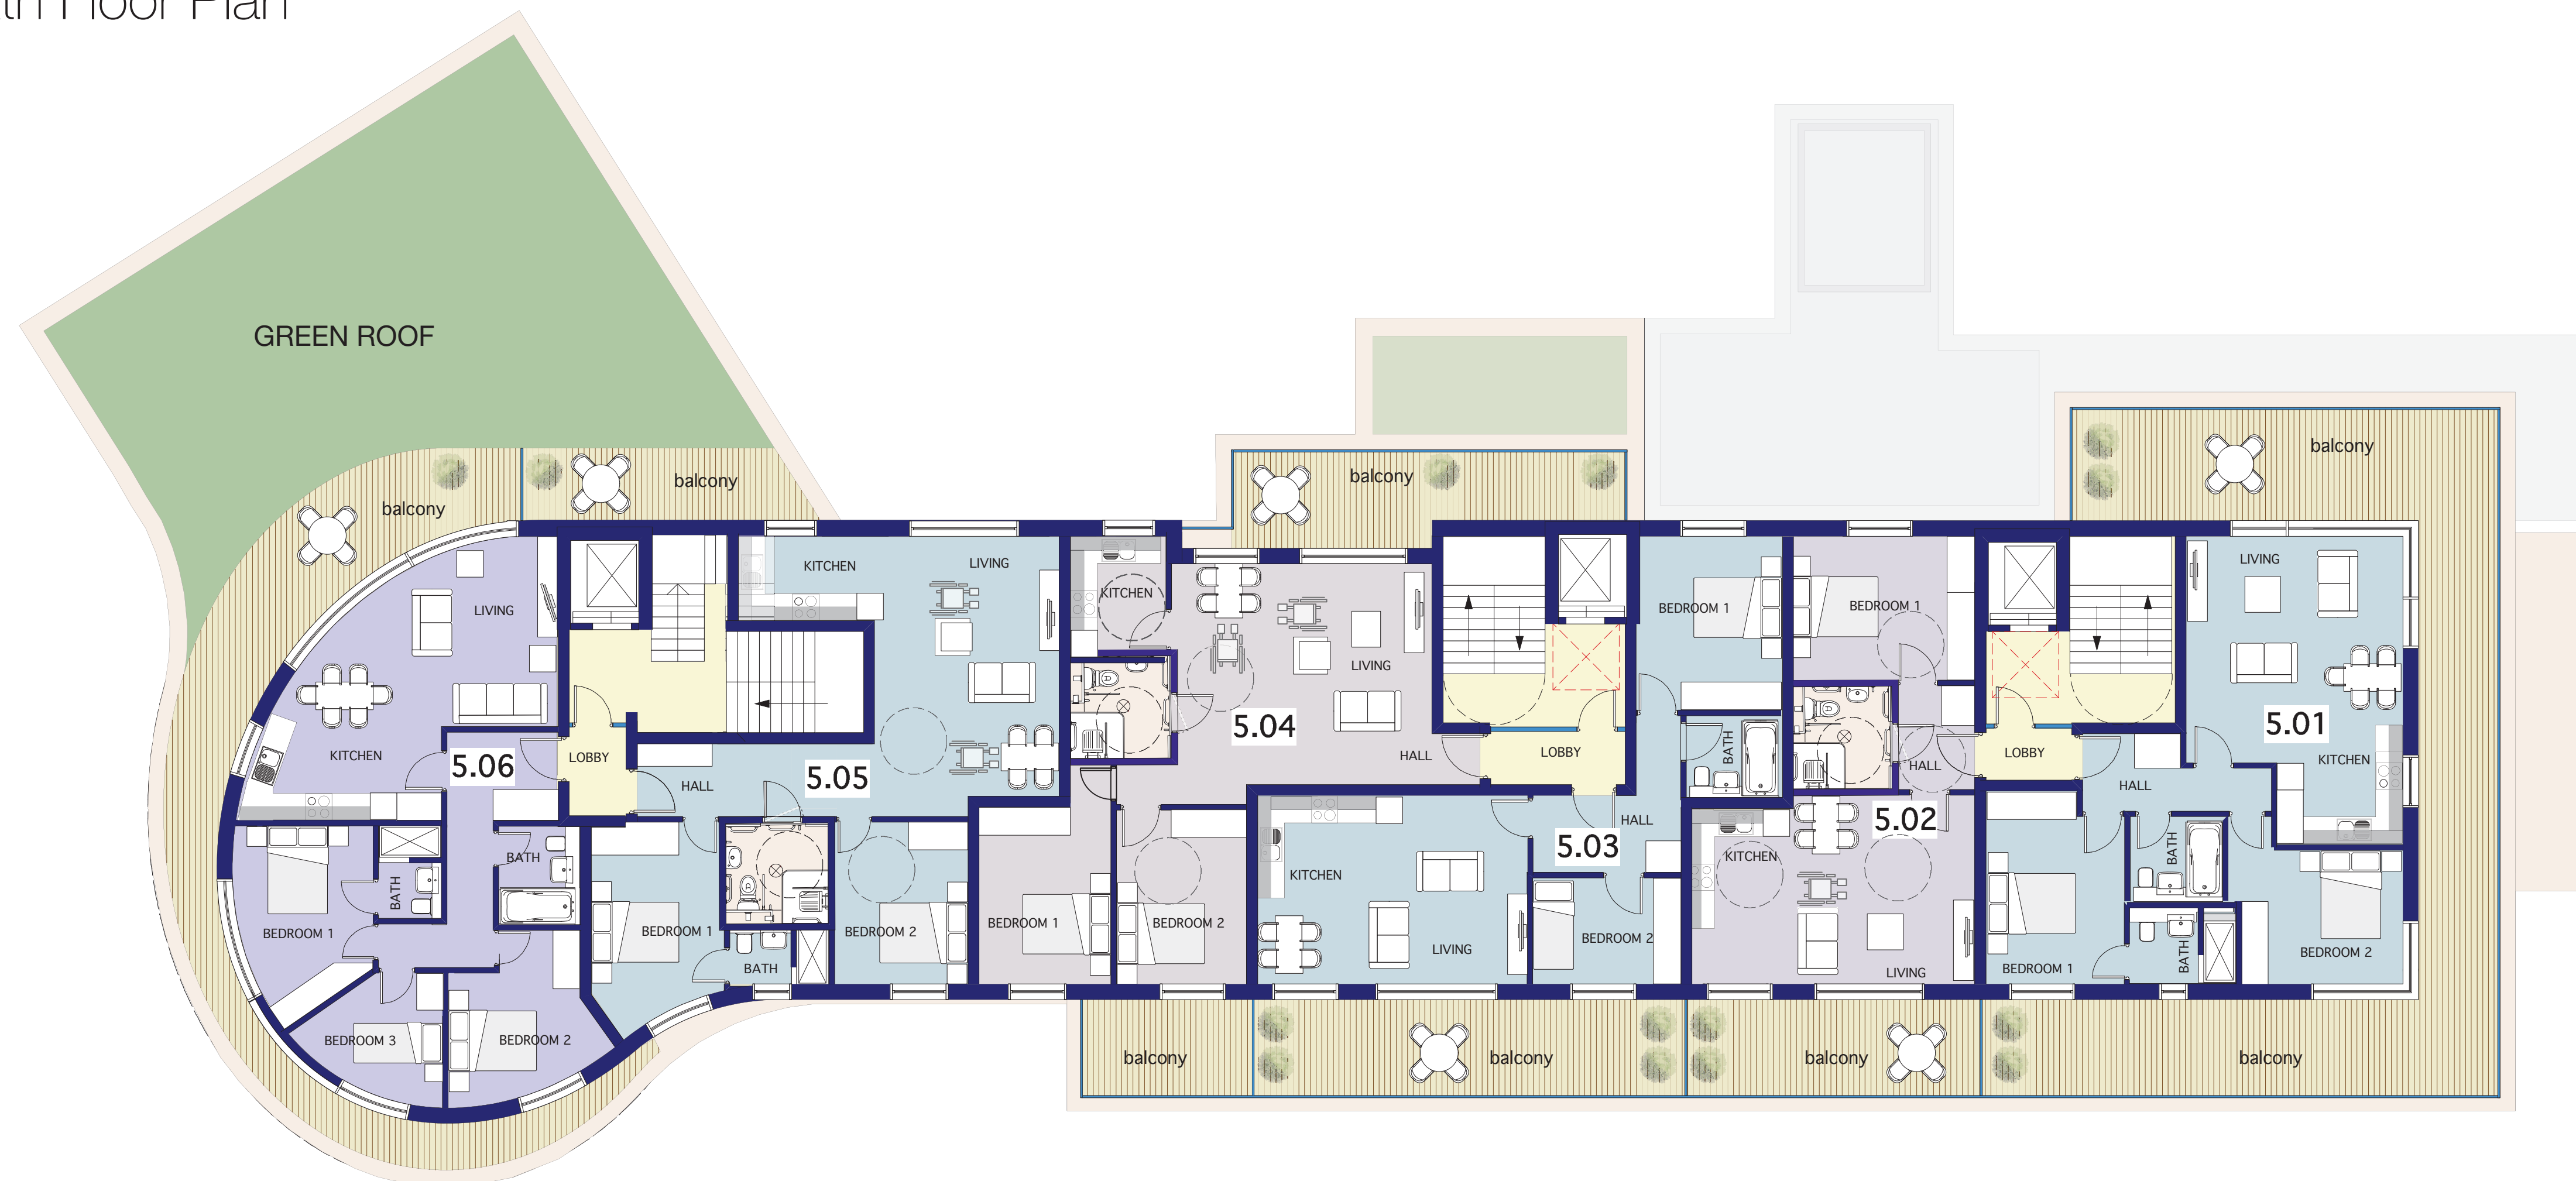 th Floor Plan
GREEN ROOF
balcony
balcony
balcony
balcony
LIVING
KITCHEN
5.06
LOBBY
BATH
BATH
BEDROOM 1
BEDROOM 3
BEDROOM 2
KITCHEN
LIVING
HALL
5.05
BEDROOM 1
BATH
BEDROOM 2
KITCHEN
LIVING
5.04
HALL
BEDROOM 1
BEDROOM 2
LOBBY
BEDROOM 1
BATH
HALL
5.03
KITCHEN
LIVING
BEDROOM 2
BEDROOM 1
HALL
5.02
KITCHEN
LIVING
LOBBY
LIVING
5.01
KITCHEN
HALL
BATH
BEDROOM 1
BATH
BEDROOM 2
balcony
balcony
balcony
balcony